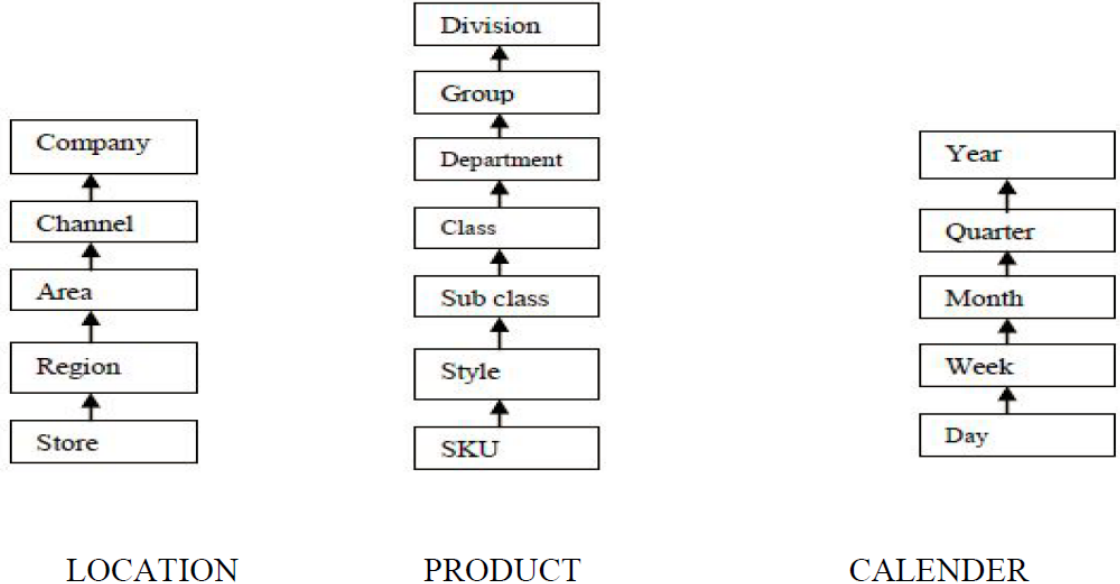 Company
Channel
Area
Region
Store
LOCATION
Division
Group
Department
Class
Sub class
Style
SKU
PRODUCT
Year
Quarter
Month
Week
Day
CALENDER